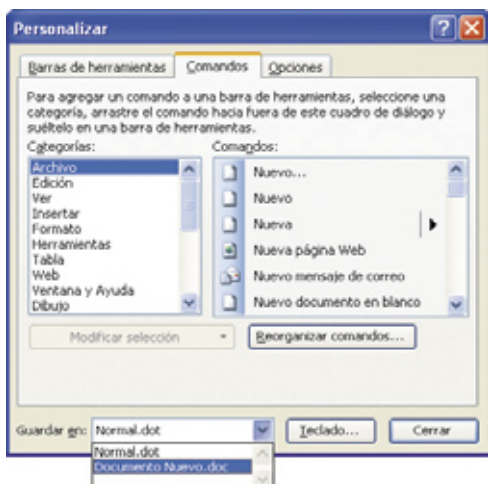 Personalizar
Barras de herramientas Comandos Opciones
Para agregar un comando a una barra de herramientas, seleccione una
categoría, arrastre el comando hacia fuera de este cuadro de diálogo y
suéltelo en una barra de herramientas.
Categorías: Comandos:
Archivo Nuevo...
Edición Nuevo
Ver Nueva
Insertar Nueva página Web
Formato Nuevo mensaje de correo
Herramientas Nuevo documento en blanco
Tabla
Web
Ventana y Ayuda
Dibujo
Modificar selección Reorganizar comandos...
Guardar en: Normal.dot Teclado... Cerrar
Normal.dot
Documento Nuevo.doc